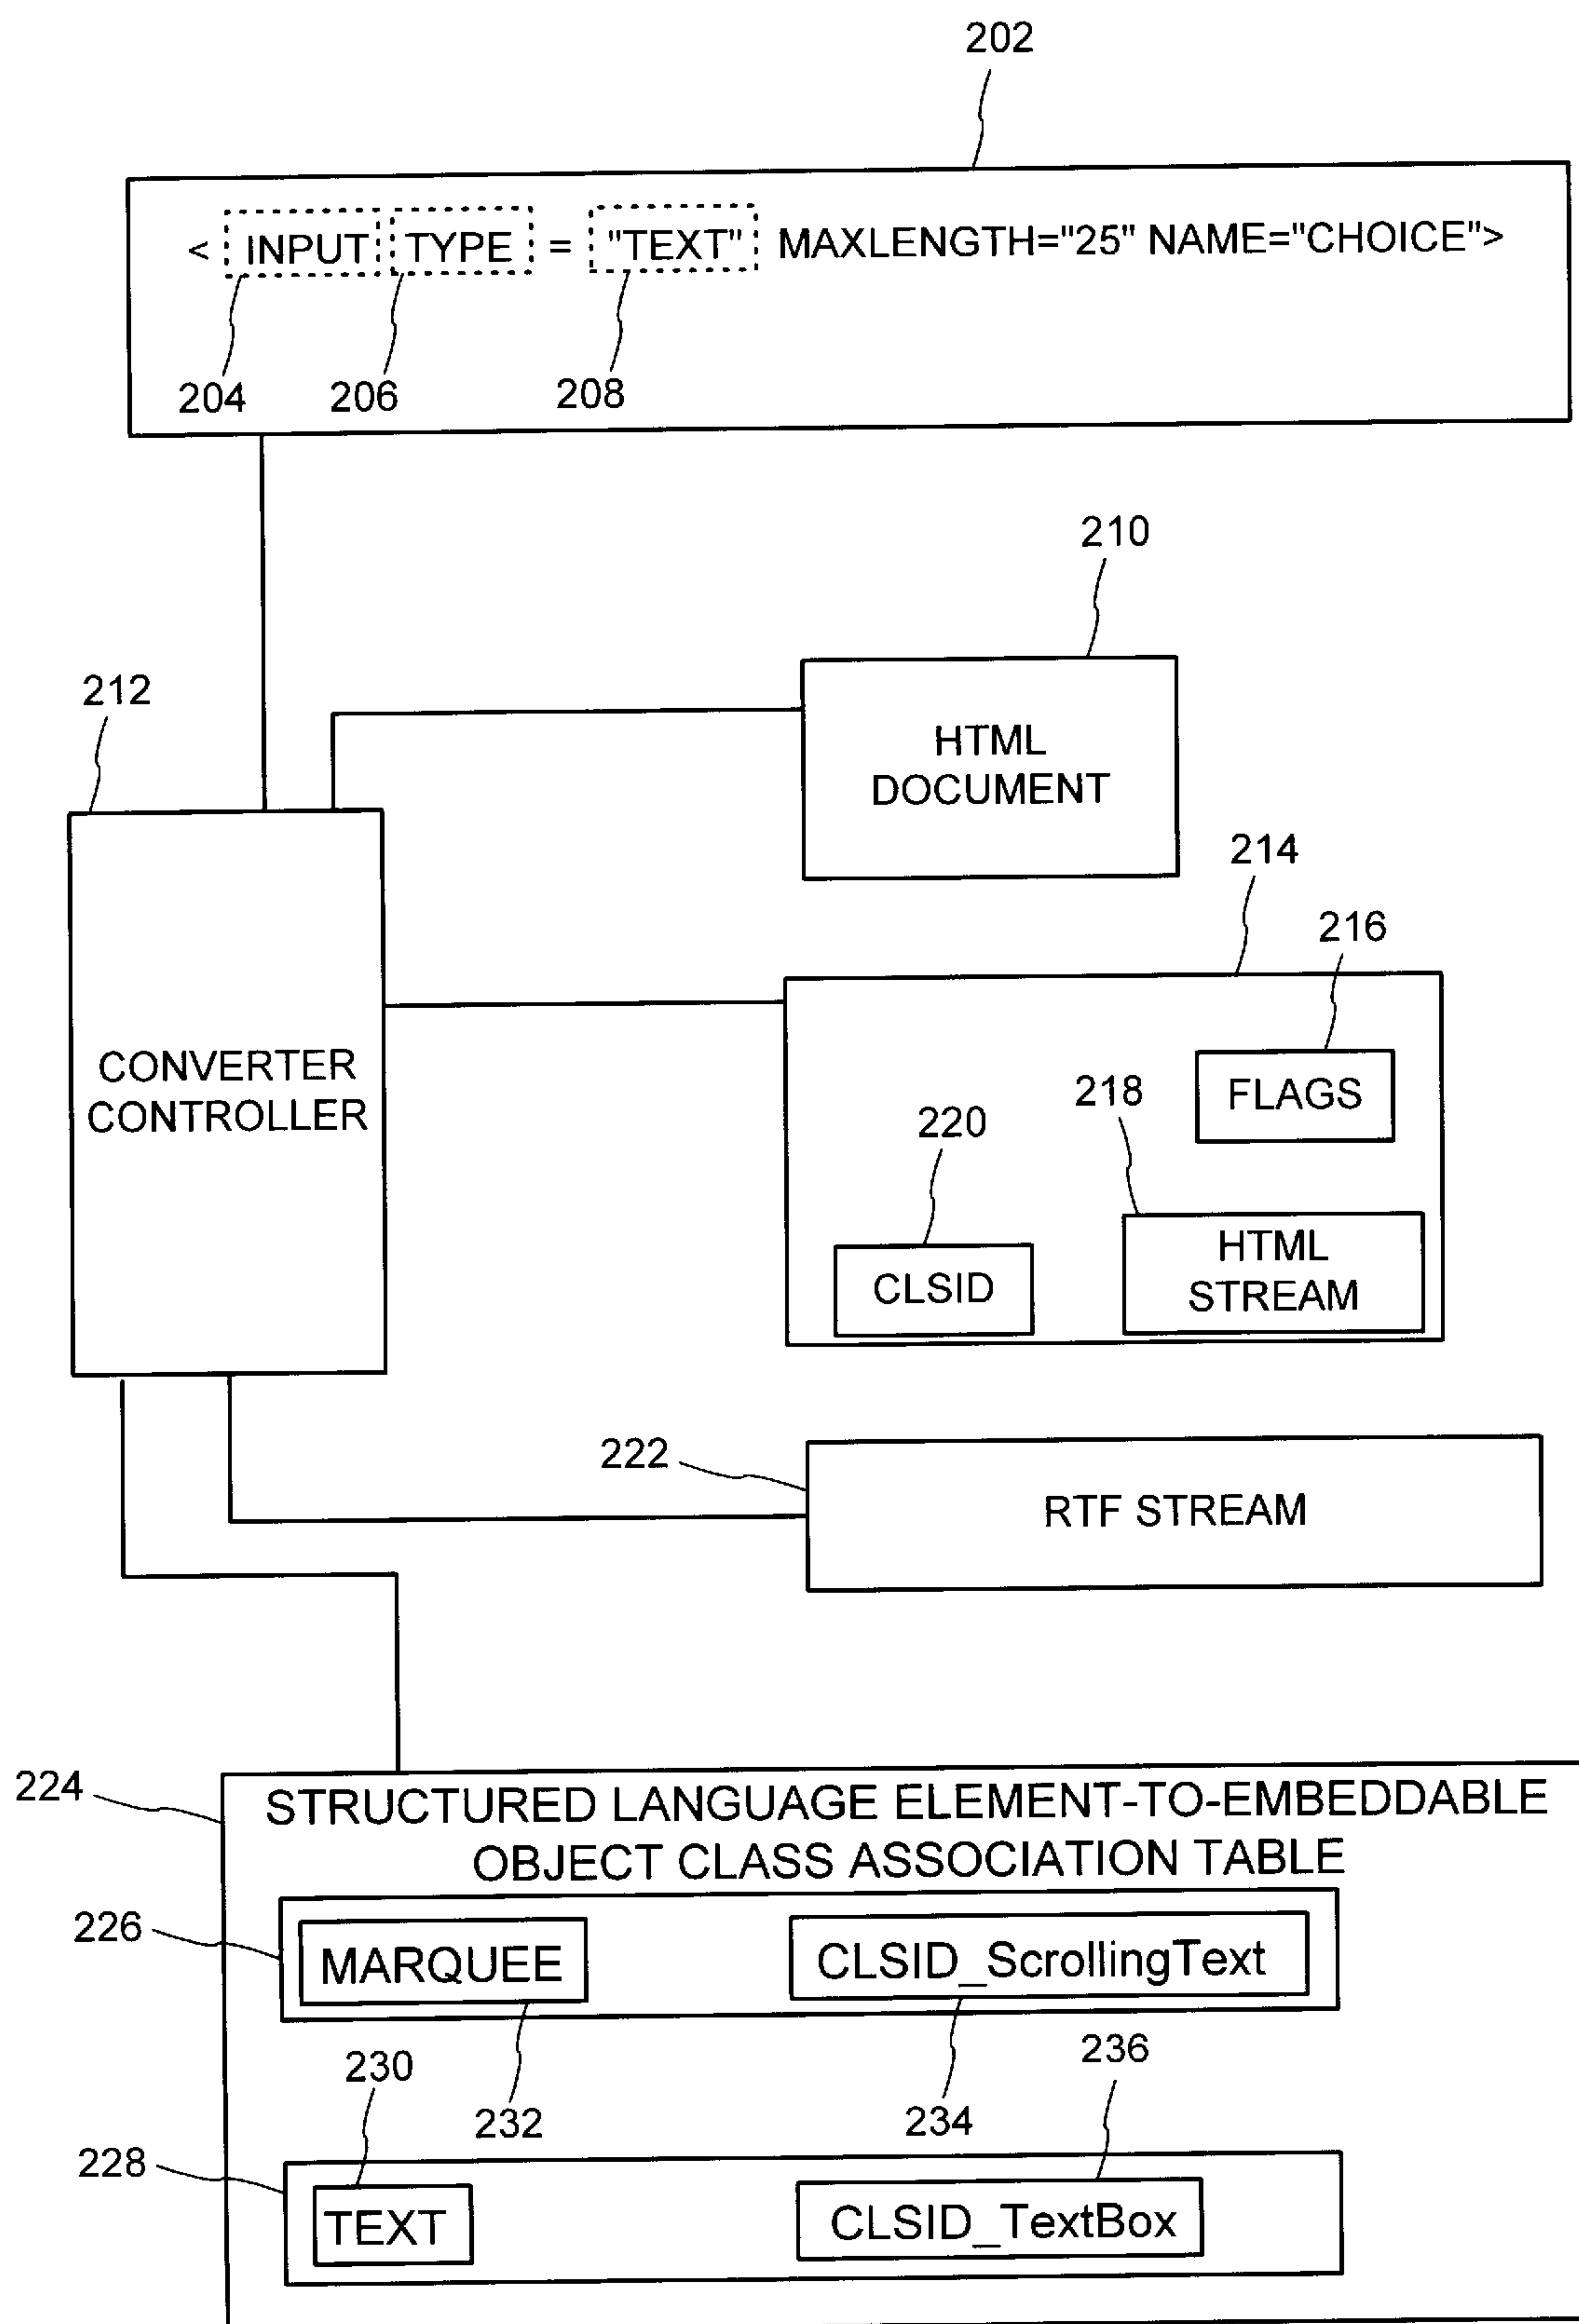 202
< INPUT TYPE = "TEXT" MAXLENGTH="25" NAME="CHOICE">
204 206 208
210
212
HTML
DOCUMENT
214
216
CONVERTER
CONTROLLER
FLAGS
218
220
HTML
STREAM
CLSID
222
RTF STREAM
224
STRUCTURED LANGUAGE ELEMENT-TO-EMBEDDABLE
OBJECT CLASS ASSOCIATION TABLE
226
MARQUEE CLSID_ScrollingText
230 236
232 234
228
TEXT CLSID_TextBox